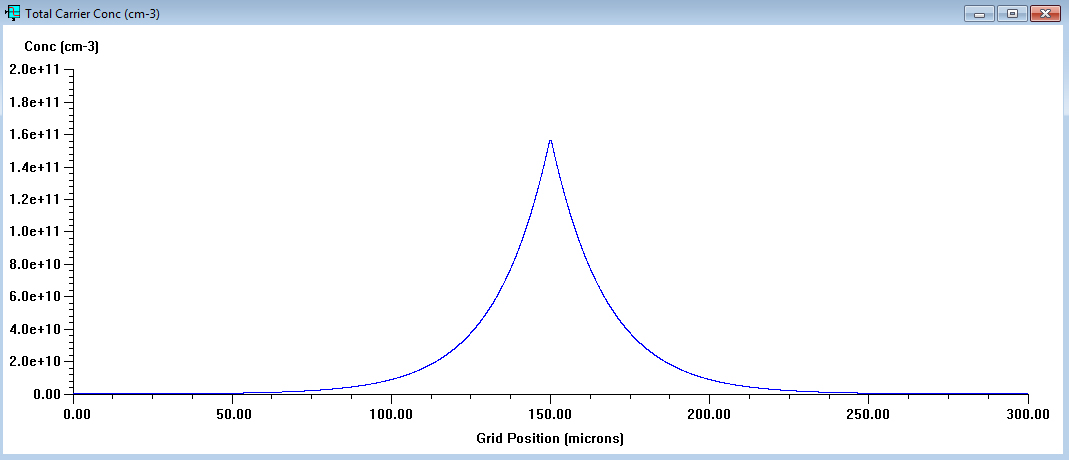 Total Carrier Conc (cm-3)
Conc (cm-3)
2.0e+11
1.8e+11
1.6e+11
1.4e+11
1.2e+11
1.0e+11
8.0e+10
6.0e+10
4.0e+10
2.0e+10
0.00
0.00 50.00 100.00 150.00 200.00 250.00 300.00
Grid Position (microns)